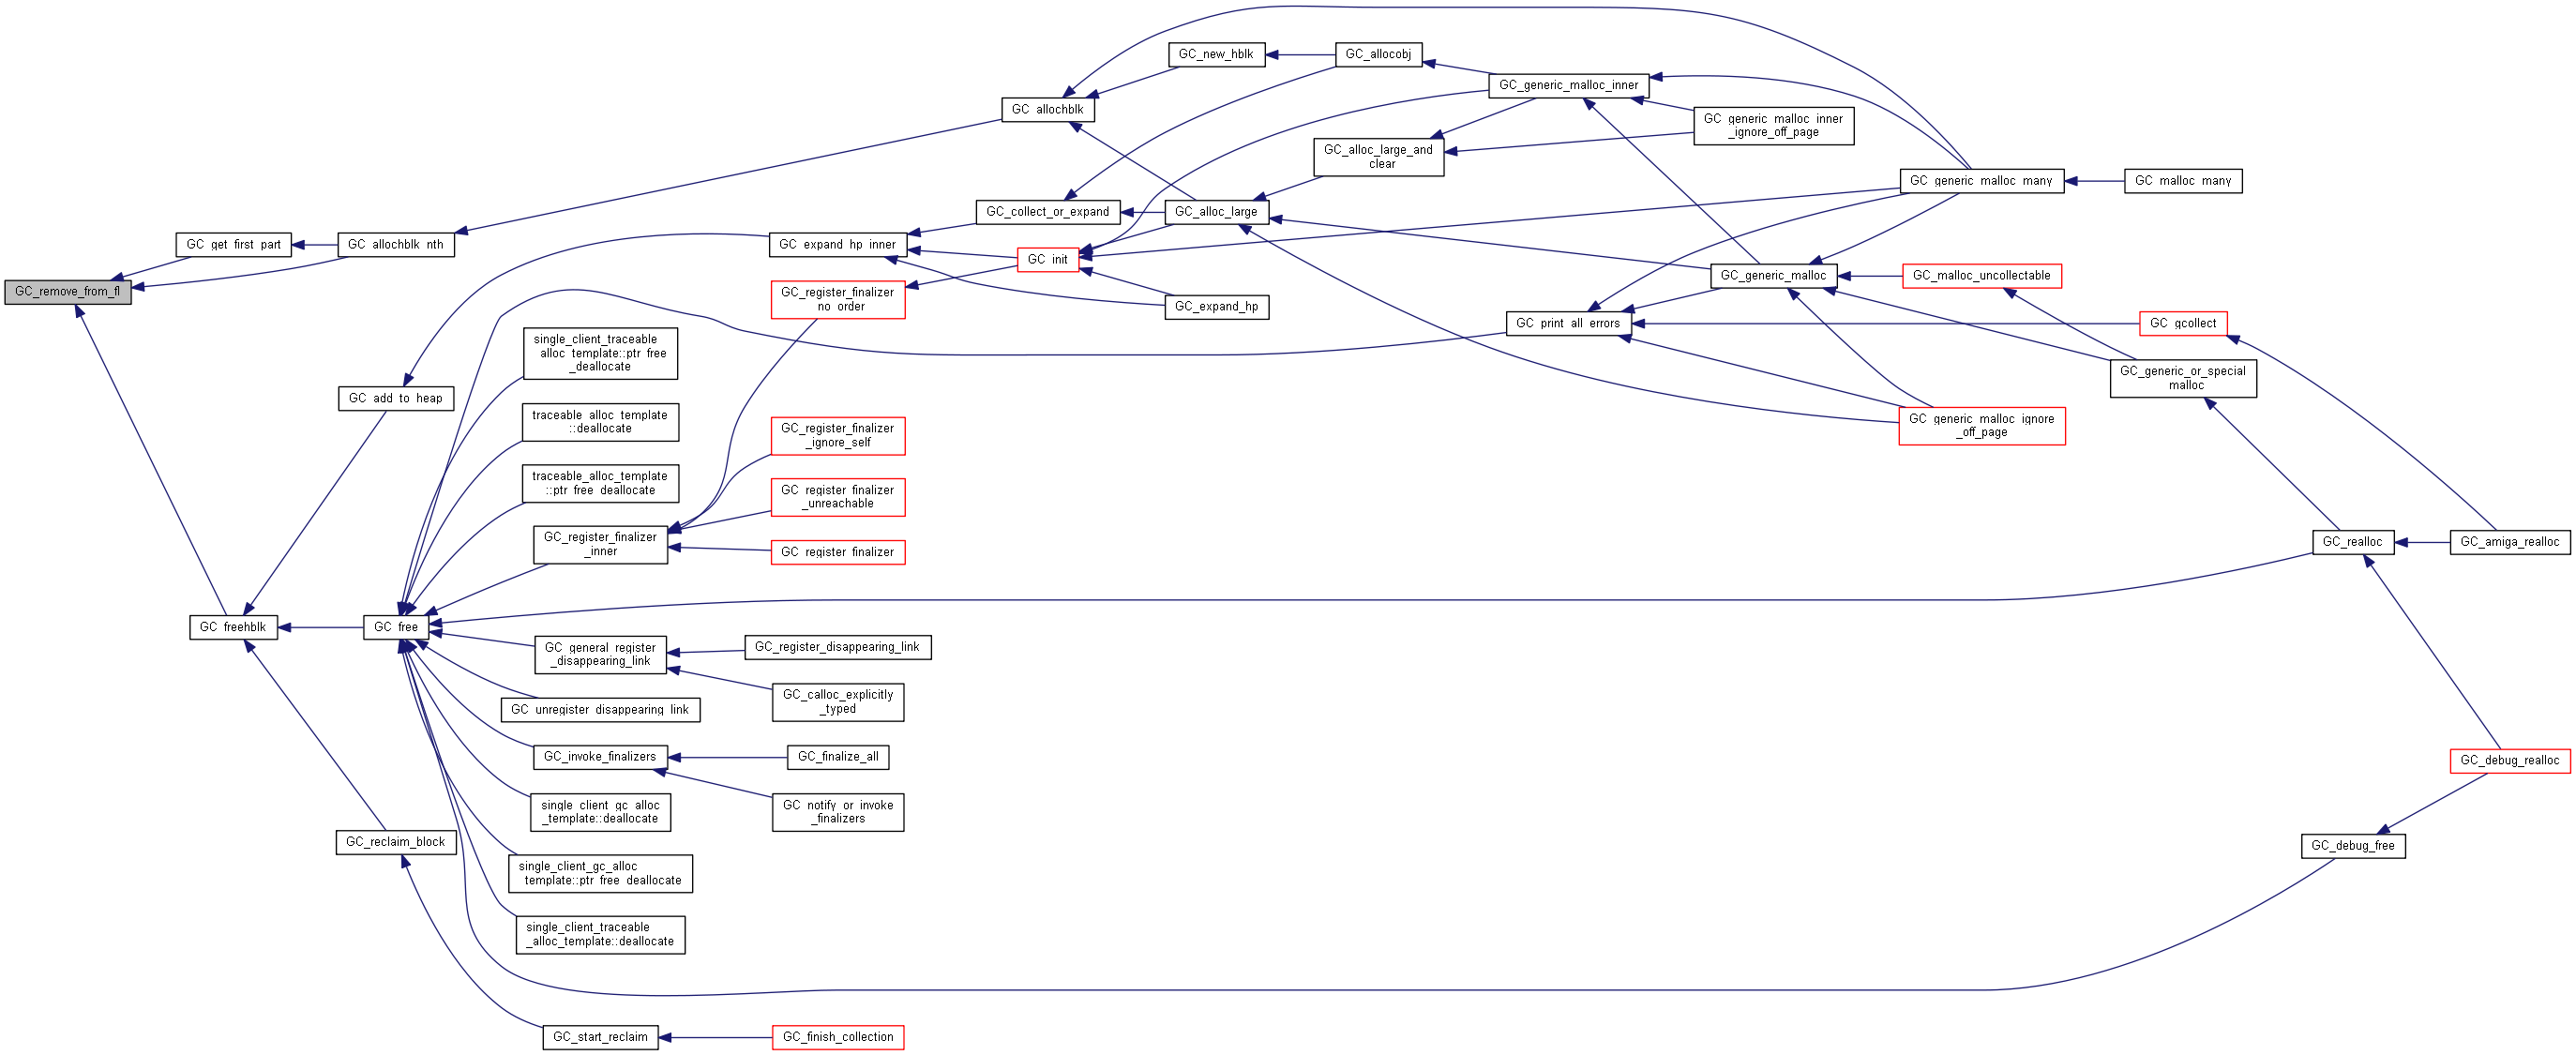 GC_new_hblk
GC_allocobj
GC_generic_malloc_inner
GC_allochblk
GC_generic_malloc_inner
_ignore_off_page
GC_alloc_large_and
_clear
GC_generic_malloc_many
GC_malloc_many
GC_collect_or_expand
GC_alloc_large
GC_get_first_part
GC_allochblk_nth
GC_expand_hp_inner
GC_init
GC_generic_malloc
GC_malloc_uncollectable
GC_remove_from_fl
GC_register_finalizer
_no_order
GC_expand_hp
GC_print_all_errors
GC_gcollect
single_client_traceable
_alloc_template::ptr_free
_deallocate
GC_generic_or_special
_malloc
GC_add_to_heap
traceable_alloc_template
::deallocate
GC_register_finalizer
_ignore_self
GC_generic_malloc_ignore
_off_page
traceable_alloc_template
::ptr_free_deallocate
GC_register_finalizer
_unreachable
GC_register_finalizer
_inner
GC_register_finalizer
GC_realloc
GC_amiga_realloc
GC_freehblk
GC_free
GC_general_register
_disappearing_link
GC_register_disappearing_link
GC_calloc_explicitly
_typed
GC_unregister_disappearing_link
GC_invoke_finalizers
GC_finalize_all
GC_debug_realloc
single_client_gc_alloc
_template::deallocate
GC_notify_or_invoke
_finalizers
GC_reclaim_block
GC_debug_free
single_client_gc_alloc
_template::ptr_free_deallocate
single_client_traceable
_alloc_template::deallocate
GC_start_reclaim
GC_finish_collection